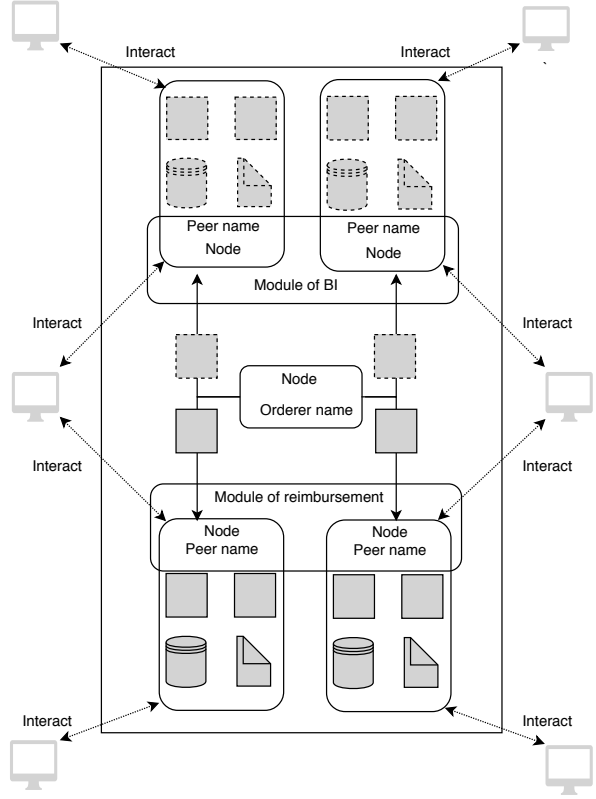 Interact
Interact
`
Peer name
Node
Peer name
Node
Module of BI
Interact
Interact
Node
Orderer name
Interact
Interact
Module of reimbursement
Node
Peer name
Node
Peer name
Interact
Interact